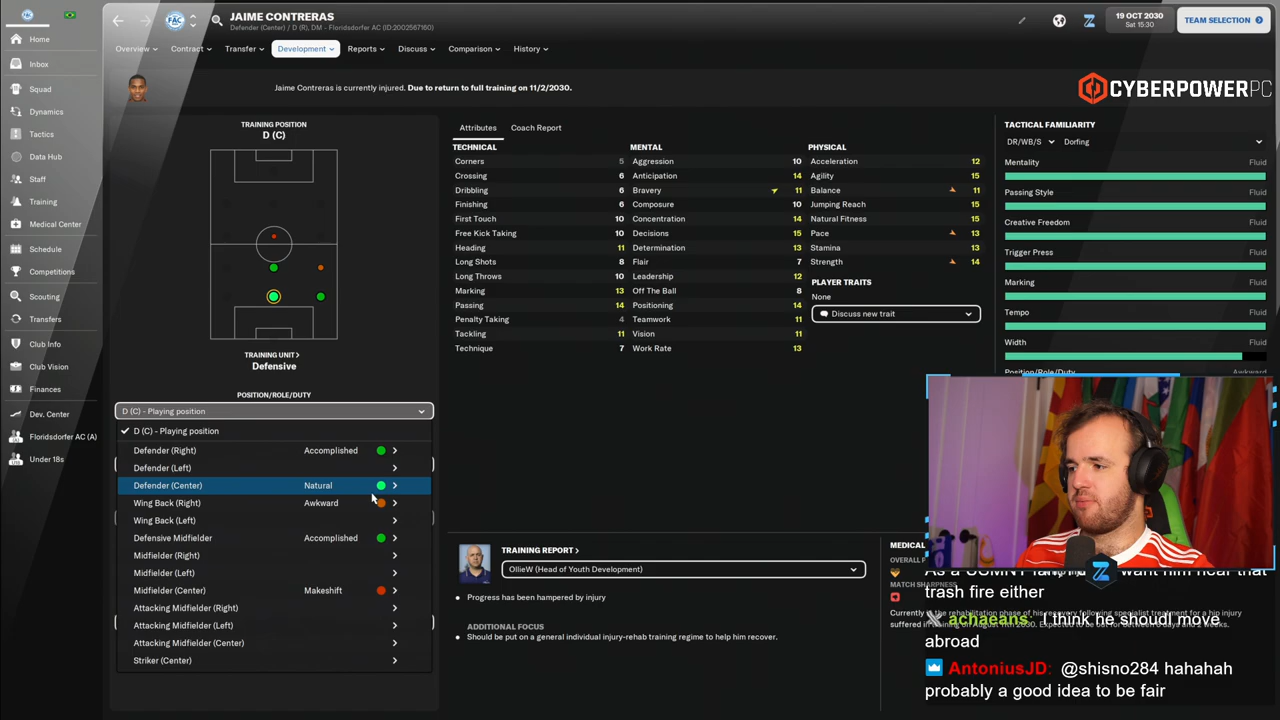 JAIME CONTRERAS
Defender (Center) / D (R), DM - Floridsdorfer AC (ID:2002567160)
19 OCT 2030
Sat 15:30
TEAM SELECTION
Home
Inbox
Squad
Dynamics
Tactics
Data Hub
Staff
Training
Medical Center
Schedule
Competitions
Scouting
Transfers
Club Info
Club Vision
Finances
Dev. Center
Floridsdorfer AC (A)
Under 18s
Overview
Contract
Transfer
Development
Reports
Discuss
Comparison
History
Jaime Contreras is currently injured. Due to return to full training on 11/2/2030.
CYBERPOWERPC
TRAINING POSITION
D (C)
TRAINING UNIT
Defensive
POSITION/ROLE/DUTY
D (C) - Playing position
D (C) - Playing position
Defender (Right) Accomplished
Defender (Left)
Defender (Center) Natural
Wing Back (Right) Awkward
Wing Back (Left)
Defensive Midfielder Accomplished
Midfielder (Right)
Midfielder (Left)
Midfielder (Center) Makeshift
Attacking Midfielder (Right)
Attacking Midfielder (Left)
Attacking Midfielder (Center)
Striker (Center)
Attributes Coach Report
TECHNICAL
Corners 5
Crossing 6
Dribbling 6
Finishing 6
First Touch 10
Free Kick Taking 10
Heading 11
Long Shots 8
Long Throws 10
Marking 13
Passing 14
Penalty Taking 4
Tackling 11
Technique 7
MENTAL
Aggression 10
Anticipation 14
Bravery 11
Composure 10
Concentration 14
Decisions 15
Determination 13
Flair 7
Leadership 12
Off The Ball 8
Positioning 14
Teamwork 11
Vision 11
Work Rate 13
PHYSICAL
Acceleration 12
Agility 15
Balance 11
Jumping Reach 15
Natural Fitness 15
Pace 13
Stamina 13
Strength 14
PLAYER TRAITS
None
Discuss new trait
TACTICAL FAMILIARITY
DR/WB/S Dorfing
Mentality Fluid
Passing Style Fluid
Creative Freedom Fluid
Trigger Press Fluid
Marking Fluid
Tempo Fluid
Width Fluid
Position/Role/Duty Awkward
TRAINING REPORT
OllieW (Head of Youth Development)
Progress has been hampered by injury
ADDITIONAL FOCUS
Should be put on a general individual injury-rehab training regime to help him recover.
MEDICAL
OVERALL
MATCH SHARPNESS
trash fire either
achaeans: I think he shoudl move
abroad
AntoniusJD: @shisno284 hahahah
probably a good idea to be fair